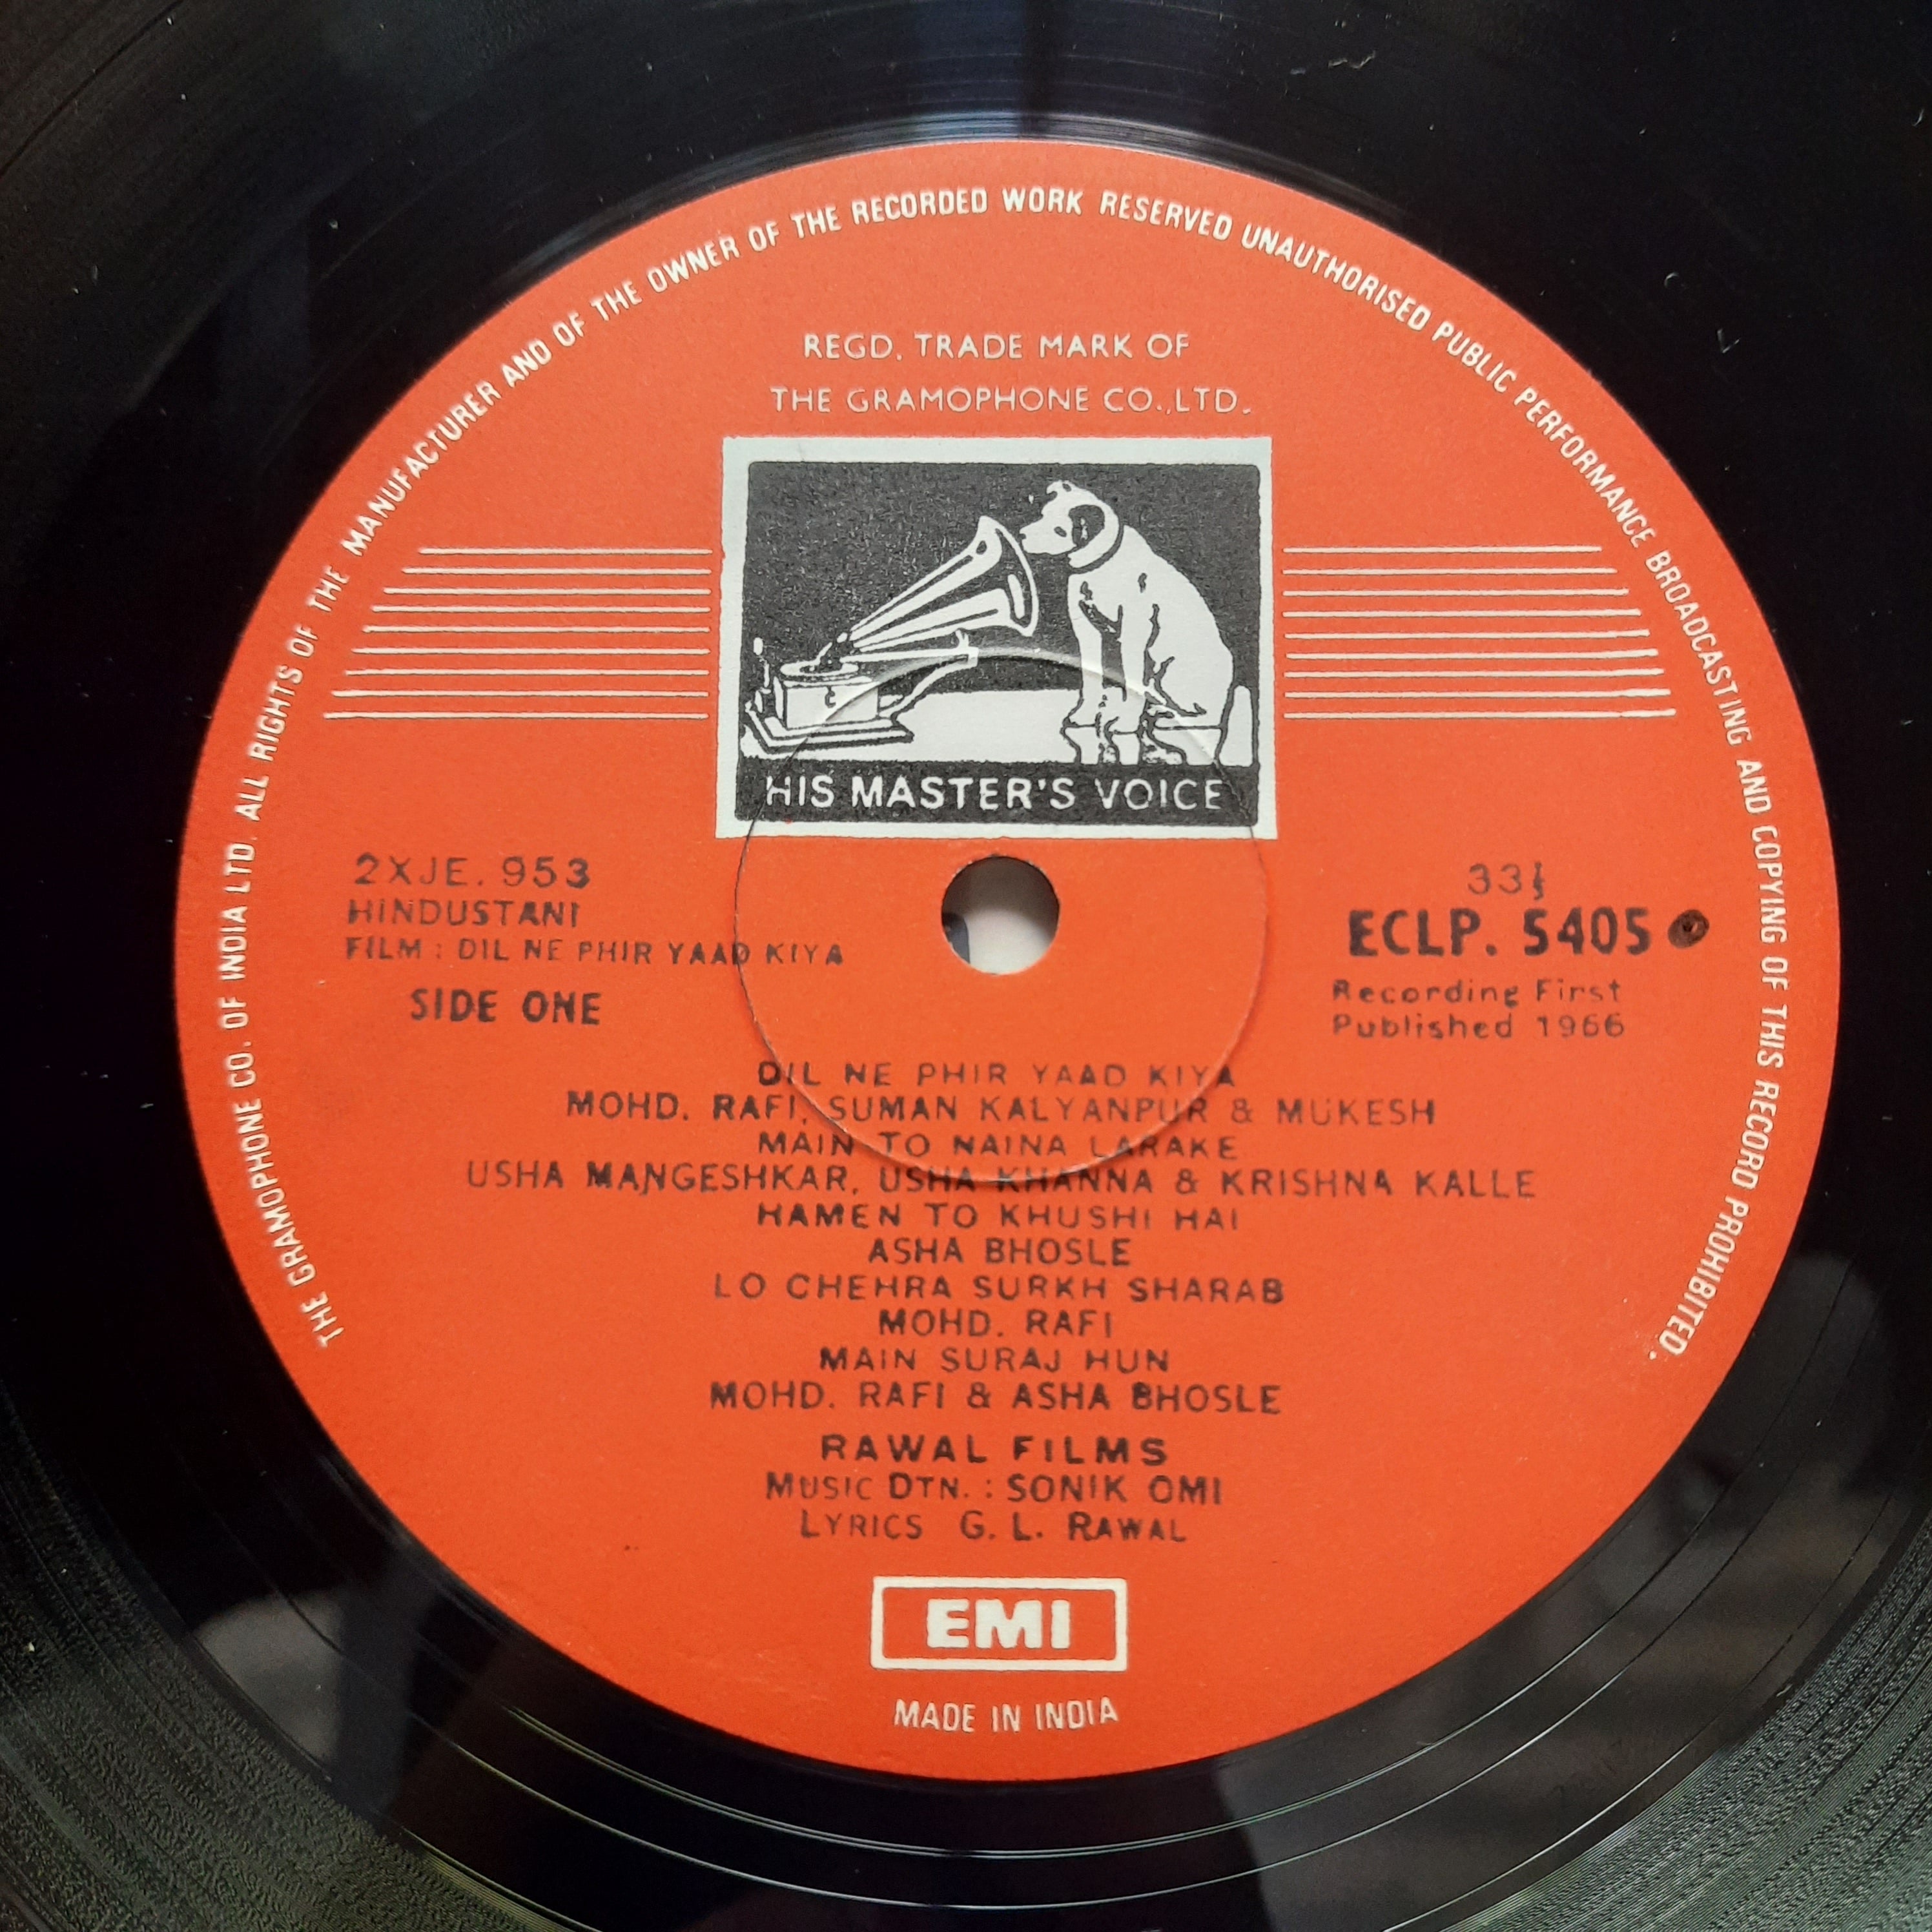 THE GRAMOPHONE CO. OF INDIA LTD. ALL RIGHTS OF THE MANUFACTURER AND OF THE OWNER OF THE RECORDED WORK RESERVED UNAUTHORISED PUBLIC PERFORMANCE BROADCASTING AND COPYING OF THIS RECORD PROHIBITED.
REGD. TRADE MARK OF
THE GRAMOPHONE CO., LTD.
HIS MASTER'S VOICE
2XJE. 953
HINDUSTANI
FILM : DIL NE PHIR YAAD KIYA
SIDE ONE
33⅓
ECLP. 5405
Recording First
Published 1966
DIL NE PHIR YAAD KIYA
MOHD. RAFI, SUMAN KALYANPUR & MUKESH
MAIN TO NAINA LARAKE
USHA MANGESHKAR, USHA KHANNA & KRISHNA KALLE
HAMEN TO KHUSHI HAI
ASHA BHOSLE
LO CHEHRA SURKH SHARAB
MOHD. RAFI
MAIN SURAJ HUN
MOHD. RAFI & ASHA BHOSLE
RAWAL FILMS
MUSIC DTN. : SONIK OMI
LYRICS G. L. RAWAL
EMI
MADE IN INDIA